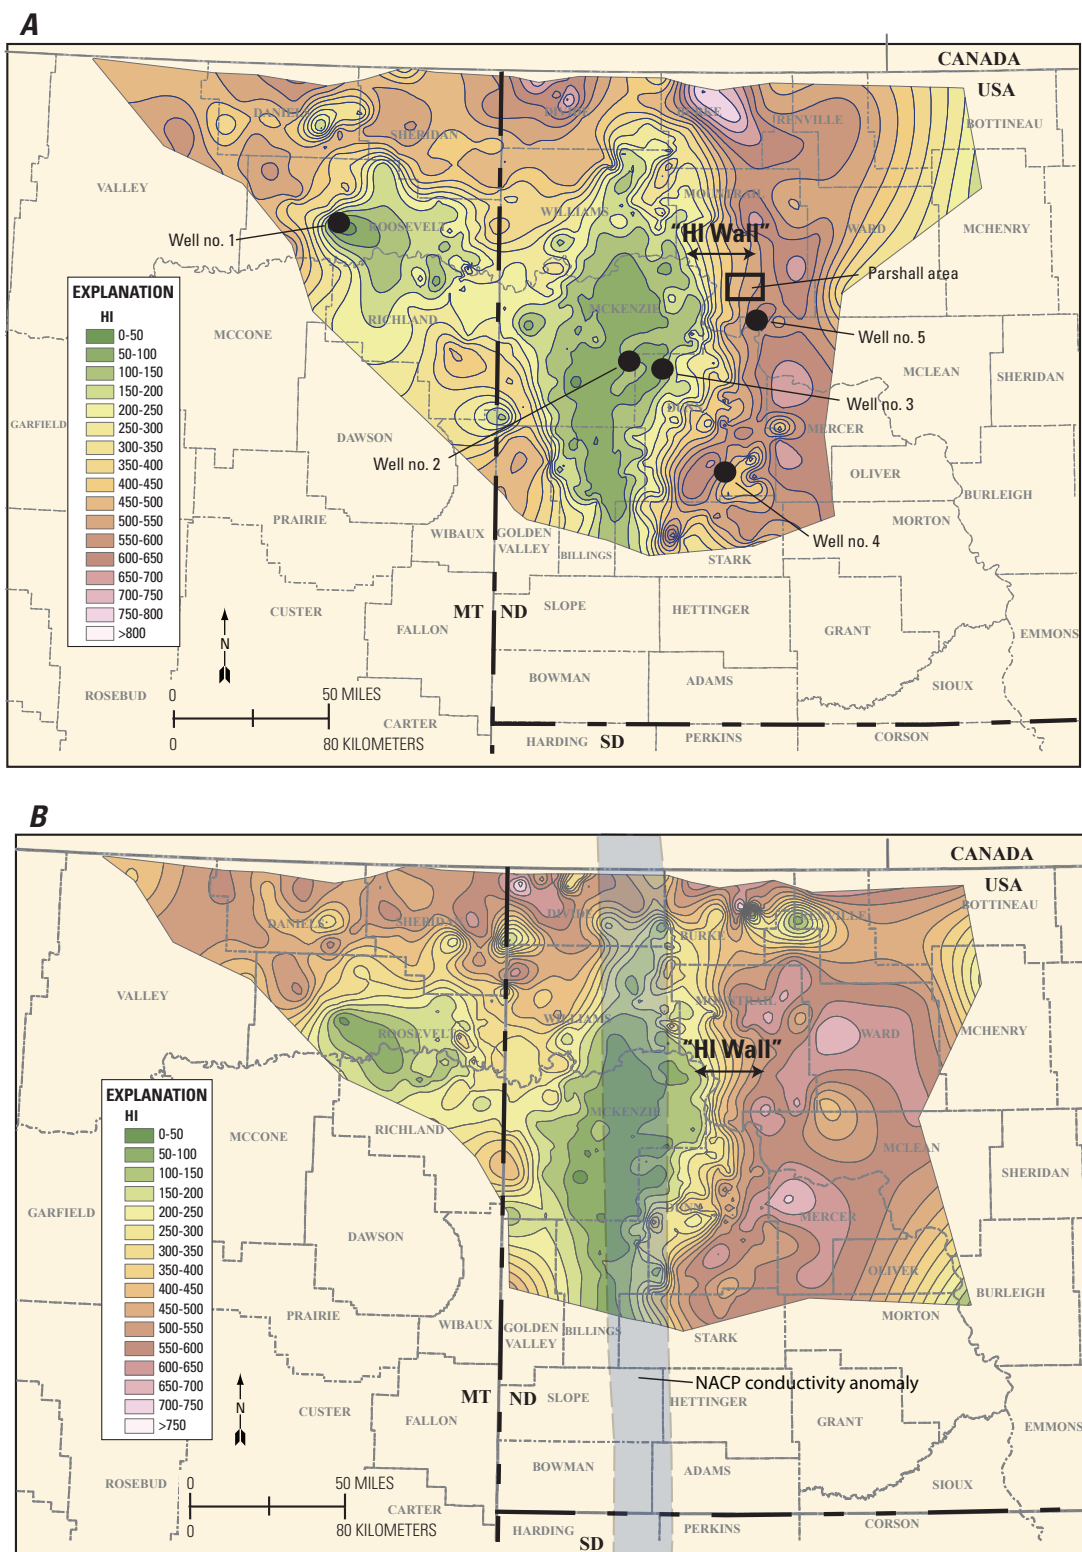 A
CANADA
USA
DANIELS
SHERIDAN
DIVIDE
BURKE
RENVILLE
BOTTINEAU
VALLEY
ROOSEVELT
WILLIAMS
MOUNTRAIL
WARD
MCHENRY
Well no. 1
"HI Wall"
Parshall area
EXPLANATION
HI
0-50
50-100
100-150
150-200
200-250
250-300
300-350
350-400
400-450
450-500
500-550
550-600
600-650
650-700
700-750
750-800
>800
MCCONE
RICHLAND
MCKENZIE
Well no. 5
MCLEAN
SHERIDAN
GARFIELD
DAWSON
DUNN
Well no. 3
MERCER
Well no. 2
OLIVER
BURLEIGH
PRAIRIE
WIBAUX
GOLDEN
VALLEY
BILLINGS
STARK
Well no. 4
MORTON
CUSTER
MT
ND
SLOPE
HETTINGER
GRANT
EMMONS
FALLON
N
ROSEBUD
BOWMAN
ADAMS
SIOUX
0
50 MILES
0
80 KILOMETERS
CARTER
HARDING
SD
PERKINS
CORSON
B
CANADA
USA
DANIELS
SHERIDAN
DIVIDE
BURKE
RENVILLE
BOTTINEAU
VALLEY
ROOSEVELT
WILLIAMS
MOUNTRAIL
WARD
MCHENRY
"HI Wall"
EXPLANATION
HI
0-50
50-100
100-150
150-200
200-250
250-300
300-350
350-400
400-450
450-500
500-550
550-600
600-650
650-700
700-750
>750
MCCONE
RICHLAND
MCKENZIE
MCLEAN
SHERIDAN
GARFIELD
DAWSON
DUNN
MERCER
OLIVER
BURLEIGH
PRAIRIE
WIBAUX
GOLDEN
VALLEY
BILLINGS
STARK
MORTON
NACP conductivity anomaly
CUSTER
MT
ND
SLOPE
HETTINGER
GRANT
EMMONS
FALLON
N
ROSEBUD
BOWMAN
ADAMS
SIOUX
0
50 MILES
0
80 KILOMETERS
CARTER
HARDING
SD
PERKINS
CORSON